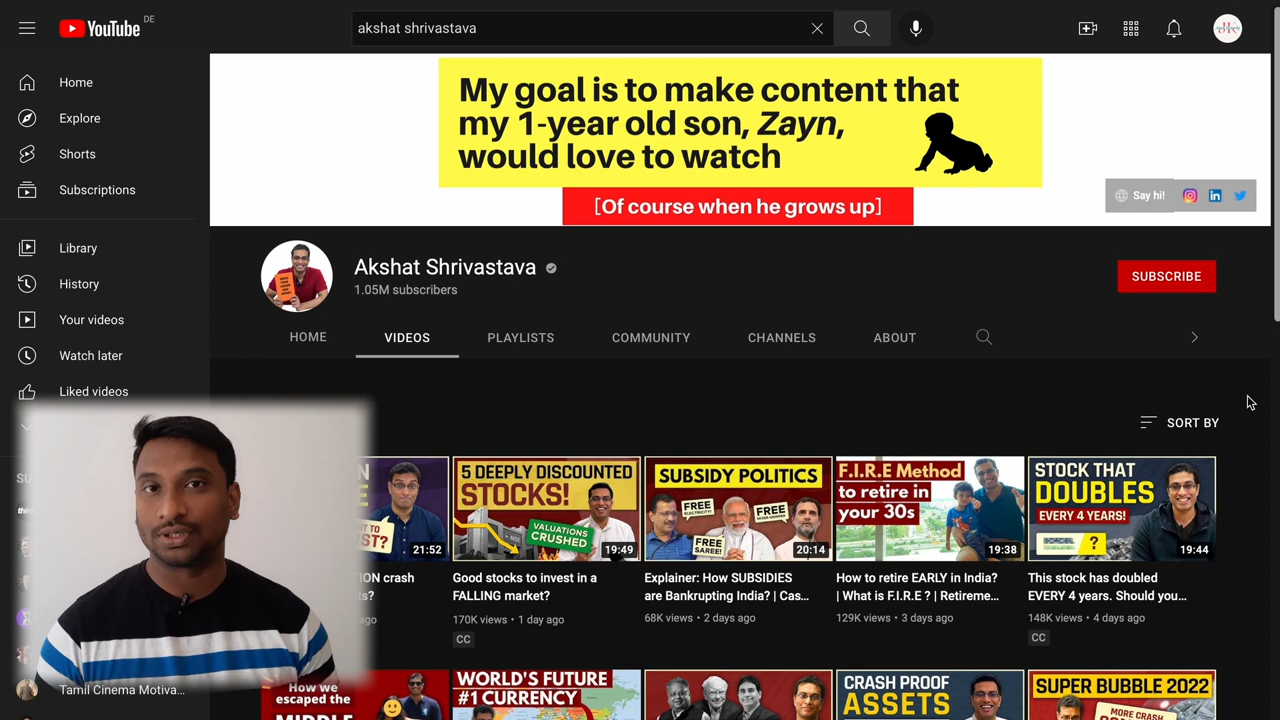 YouTube DE
akshat shrivastava
Home
Explore
Shorts
Subscriptions
Library
History
Your videos
Watch later
Liked videos
Tamil Cinema Motiva...
My goal is to make content that
my 1-year old son, Zayn,
would love to watch
[Of course when he grows up]
Say hi!
Akshat Shrivastava
1.05M subscribers
SUBSCRIBE
HOME VIDEOS PLAYLISTS COMMUNITY CHANNELS ABOUT
SORT BY
21:52
5 DEEPLY DISCOUNTED
STOCKS!
VALUATIONS
CRUSHED
19:49
SUBSIDY POLITICS
FREE
ELECTRICITY!
FREE
MIXER GRINDER!
FREE
SAREE!
20:14
F.I.R.E Method
to retire in
your 30s
19:38
STOCK THAT
DOUBLES
EVERY 4 YEARS!
?
19:44
crash
Good stocks to invest in a
FALLING market?
170K views • 1 day ago
CC
Explainer: How SUBSIDIES
are Bankrupting India? | Cas...
68K views • 2 days ago
How to retire EARLY in India?
| What is F.I.R.E ? | Retireme...
129K views • 3 days ago
This stock has doubled
EVERY 4 years. Should you...
148K views • 4 days ago
CC
How we
escaped the
MIDDLE
WORLD'S FUTURE
#1 CURRENCY
CRASH PROOF
ASSETS
SUPER BUBBLE 2022
MORE CRASH